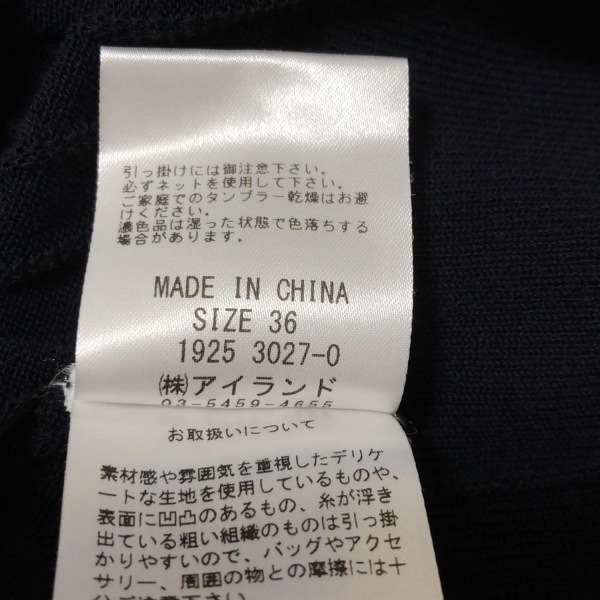 引っ掛けには御注意下さい。
必ずネットを使用して下さい。
ご家庭でのタンブラー乾燥はお避
けください。
濃色品は湿った状態で色落ちする
場合があります。
MADE IN CHINA
SIZE 36
1925 3027-0
㈱アイランド
03-5459-4655
お取扱いについて
素材感や雰囲気を重視したデリケ
ートな生地を使用しているものや、
表面に凹凸のあるもの、糸が浮き
出ている粗い組織のものは引っ掛
かりやすいので、バッグやアクセ
サリー、周囲の物との摩擦には十
分ご注意下さい。